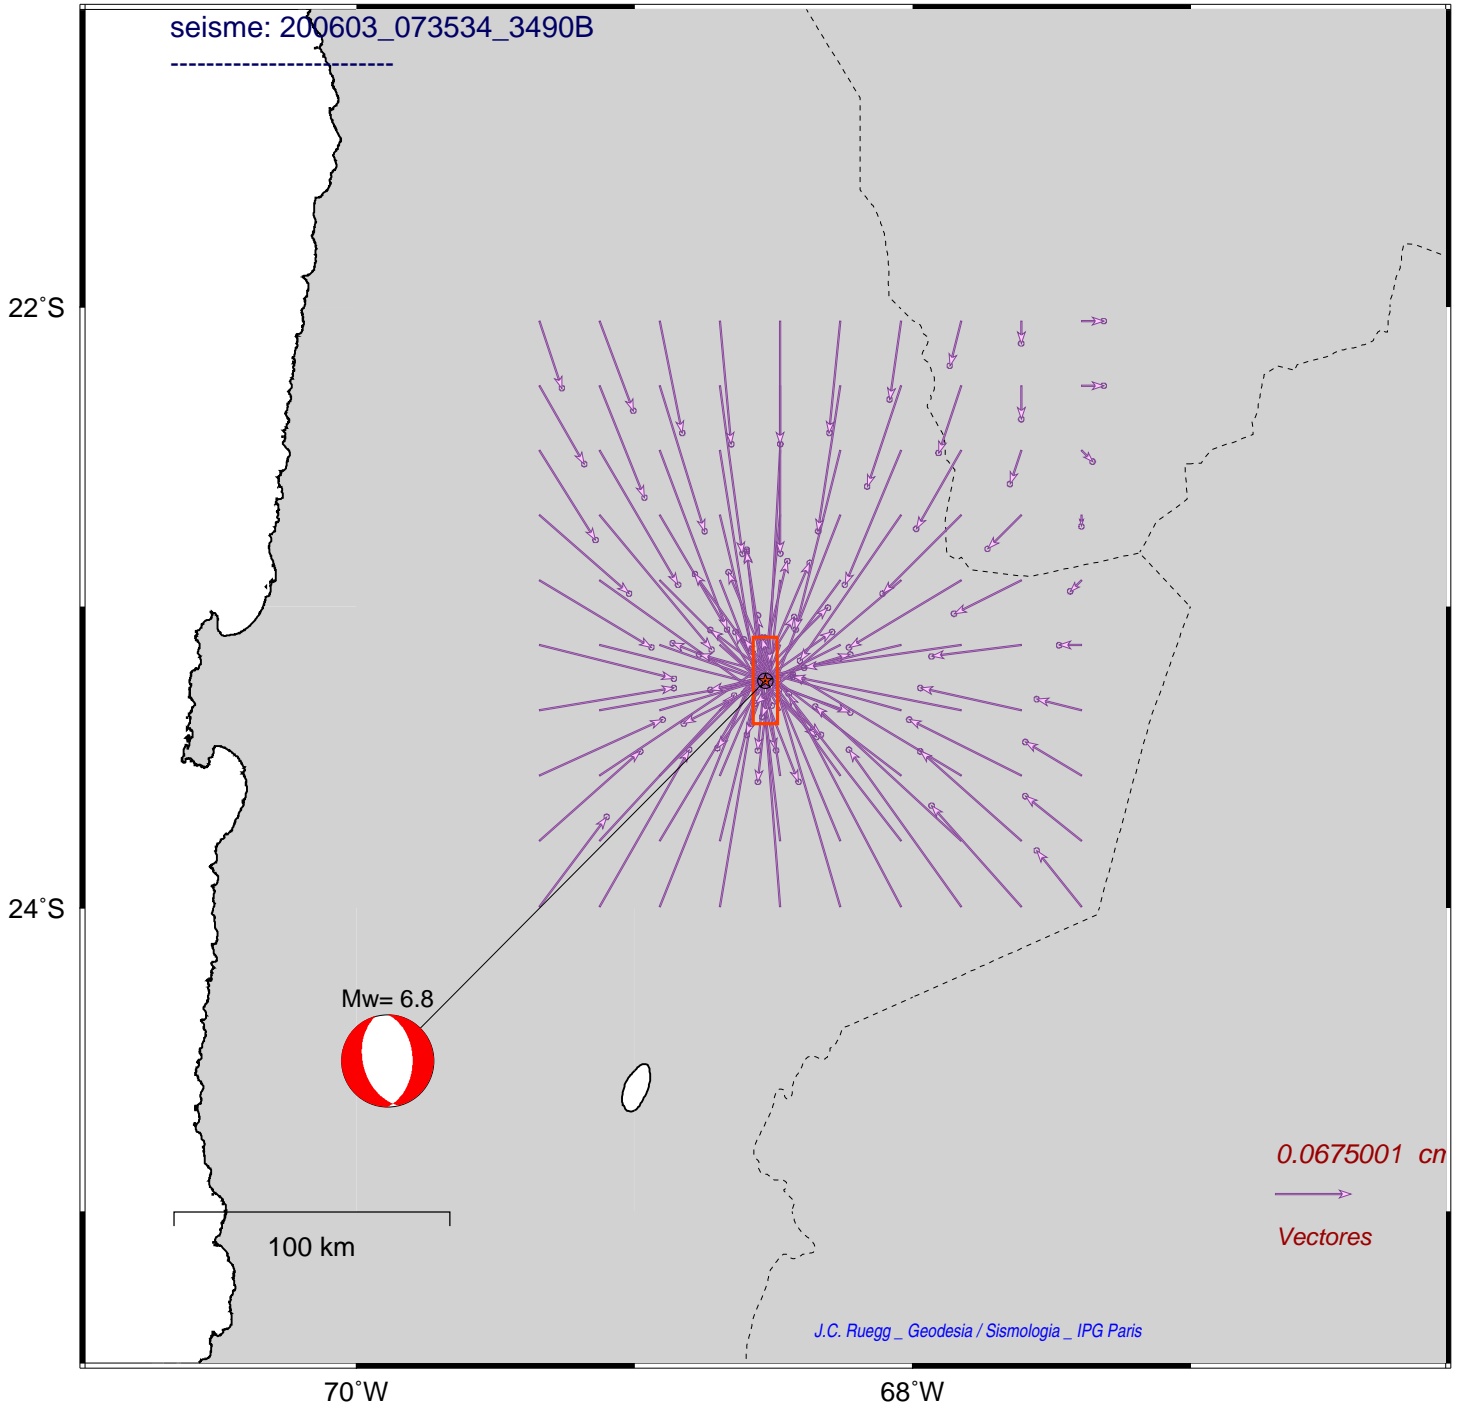 seisme: 200603_073534_3490B
--------------------
22°S
24°S
Mw= 6.8
0.0675001 cm
100 km
Vectores
J.C. Ruegg _ Geodesia / Sismologia _ IPG Paris
70°W
68°W